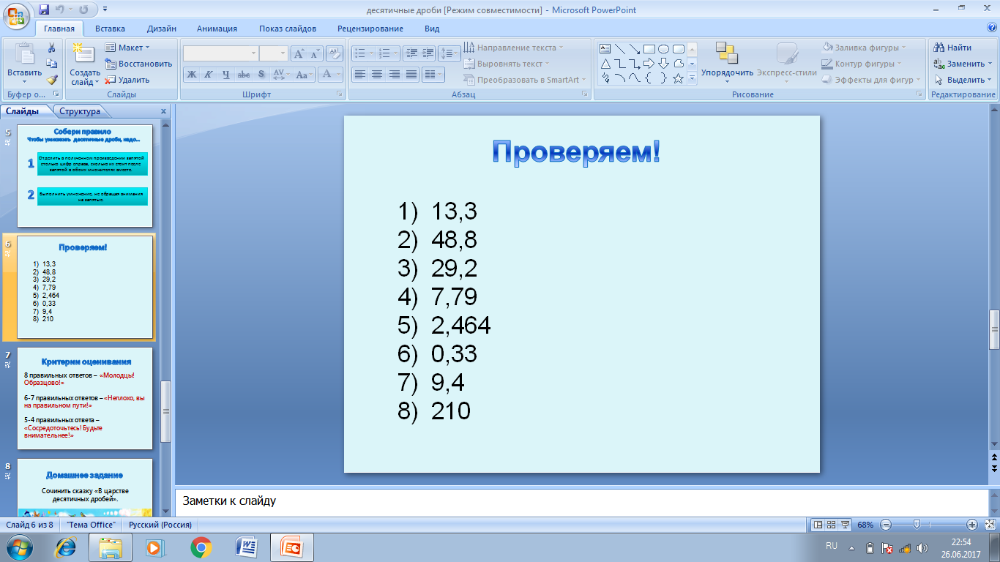 десятичные дроби [Режим совместимости] - Microsoft PowerPoint
Главная Вставка Дизайн Анимация Показ слайдов Рецензирование Вид
Вставить
Создать слайд
Макет
Восстановить
Удалить
Ж К Ч abc S AV Aa А
Направление текста
Выровнять текст
Преобразовать в SmartArt
Упорядочить
Экспресс-стили
Заливка фигуры
Контур фигуры
Эффекты для фигур
Найти
Заменить
Выделить
Буфер о... Слайды Шрифт Абзац Рисование Редактирование
Слайды Структура x
5
Собери правило
Чтобы умножить десятичные дроби, надо...
1
Отделить в полученном произведении запятой
столько цифр справа, сколько их стоит после
запятой в обоих множителях вместе.
2
Выполнить умножение, не обращая внимания
на запятые.
6
Проверяем!
1) 13,3
2) 48,8
3) 29,2
4) 7,79
5) 2,464
6) 0,33
7) 9,4
8) 210
7
Критерии оценивания
8 правильных ответов – «Молодцы!
Образцово!»
6-7 правильных ответов – «Неплохо, вы
на правильном пути!»
5-4 правильных ответа –
«Сосредоточьтесь! Будьте
внимательнее!»
8
Домашнее задание
Сочинить сказку «В царстве
десятичных дробей».
Проверяем!
1) 13,3
2) 48,8
3) 29,2
4) 7,79
5) 2,464
6) 0,33
7) 9,4
8) 210
Заметки к слайду
Слайд 6 из 8 "Тема Office" Русский (Россия) 68%
RU 22:54
26.06.2017